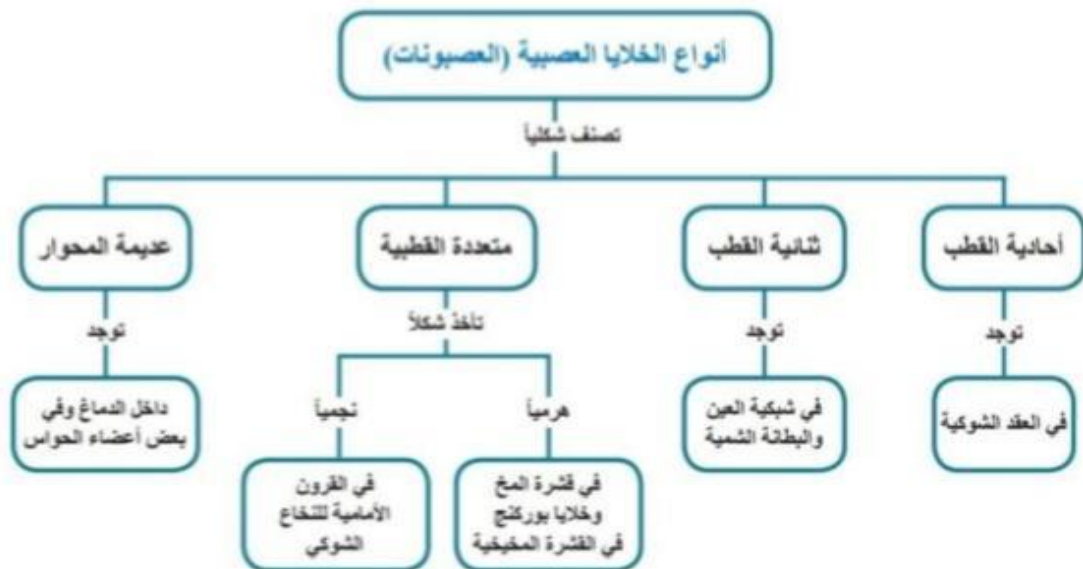 أنواع الخلايا العصبية (العصبونات)
تصنف شكلياً
أحادية القطب
ثنائية القطب
متعددة القطبية
عديمة المحوار
توجد
توجد
تأخذ شكلاً
توجد
في العقد الشوكية
في شبكية العين
والبطانة الشمية
هرمياً
نجمياً
داخل الدماغ وفي
بعض أعضاء الحواس
في قشرة المخ
وخلايا بوركنج
في القشرة المخيخية
في القرون
الأمامية للنخاع
الشوكي